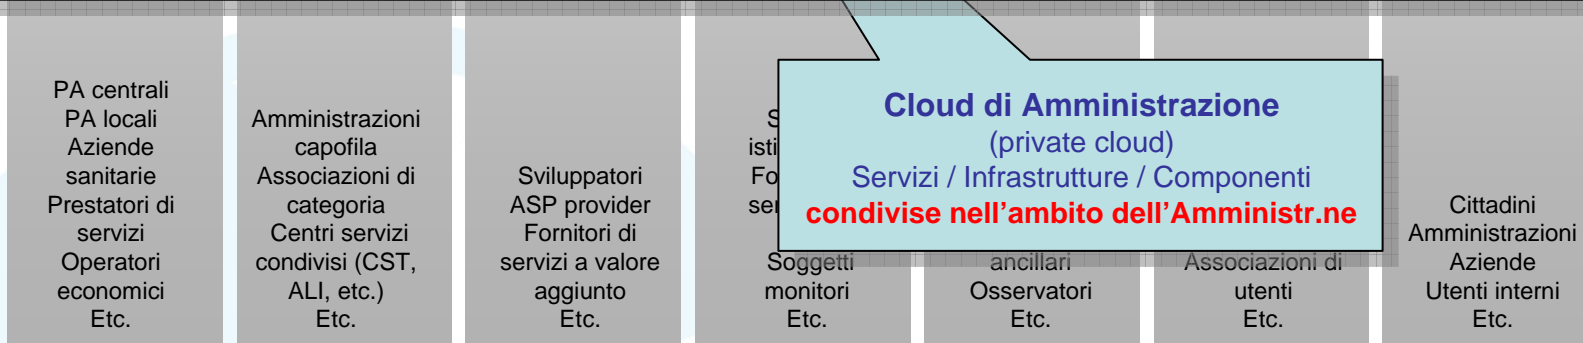 PA centrali
PA locali
Aziende
sanitarie
Prestatori di
servizi
Operatori
economici
Etc.
Amministrazioni
capofila
Associazioni di
categoria
Centri servizi
condivisi (CST,
ALI, etc.)
Etc.
Sviluppatori
ASP provider
Fornitori di
servizi a valore
aggiunto
Etc.
Soggetti
monitori
Etc.
Cloud di Amministrazione
(private cloud)
Servizi / Infrastrutture / Componenti
condivise nell’ambito dell’Amministr.ne
ancillari
Osservatori
Etc.
Associazioni di
utenti
Etc.
Cittadini
Amministrazioni
Aziende
Utenti interni
Etc.